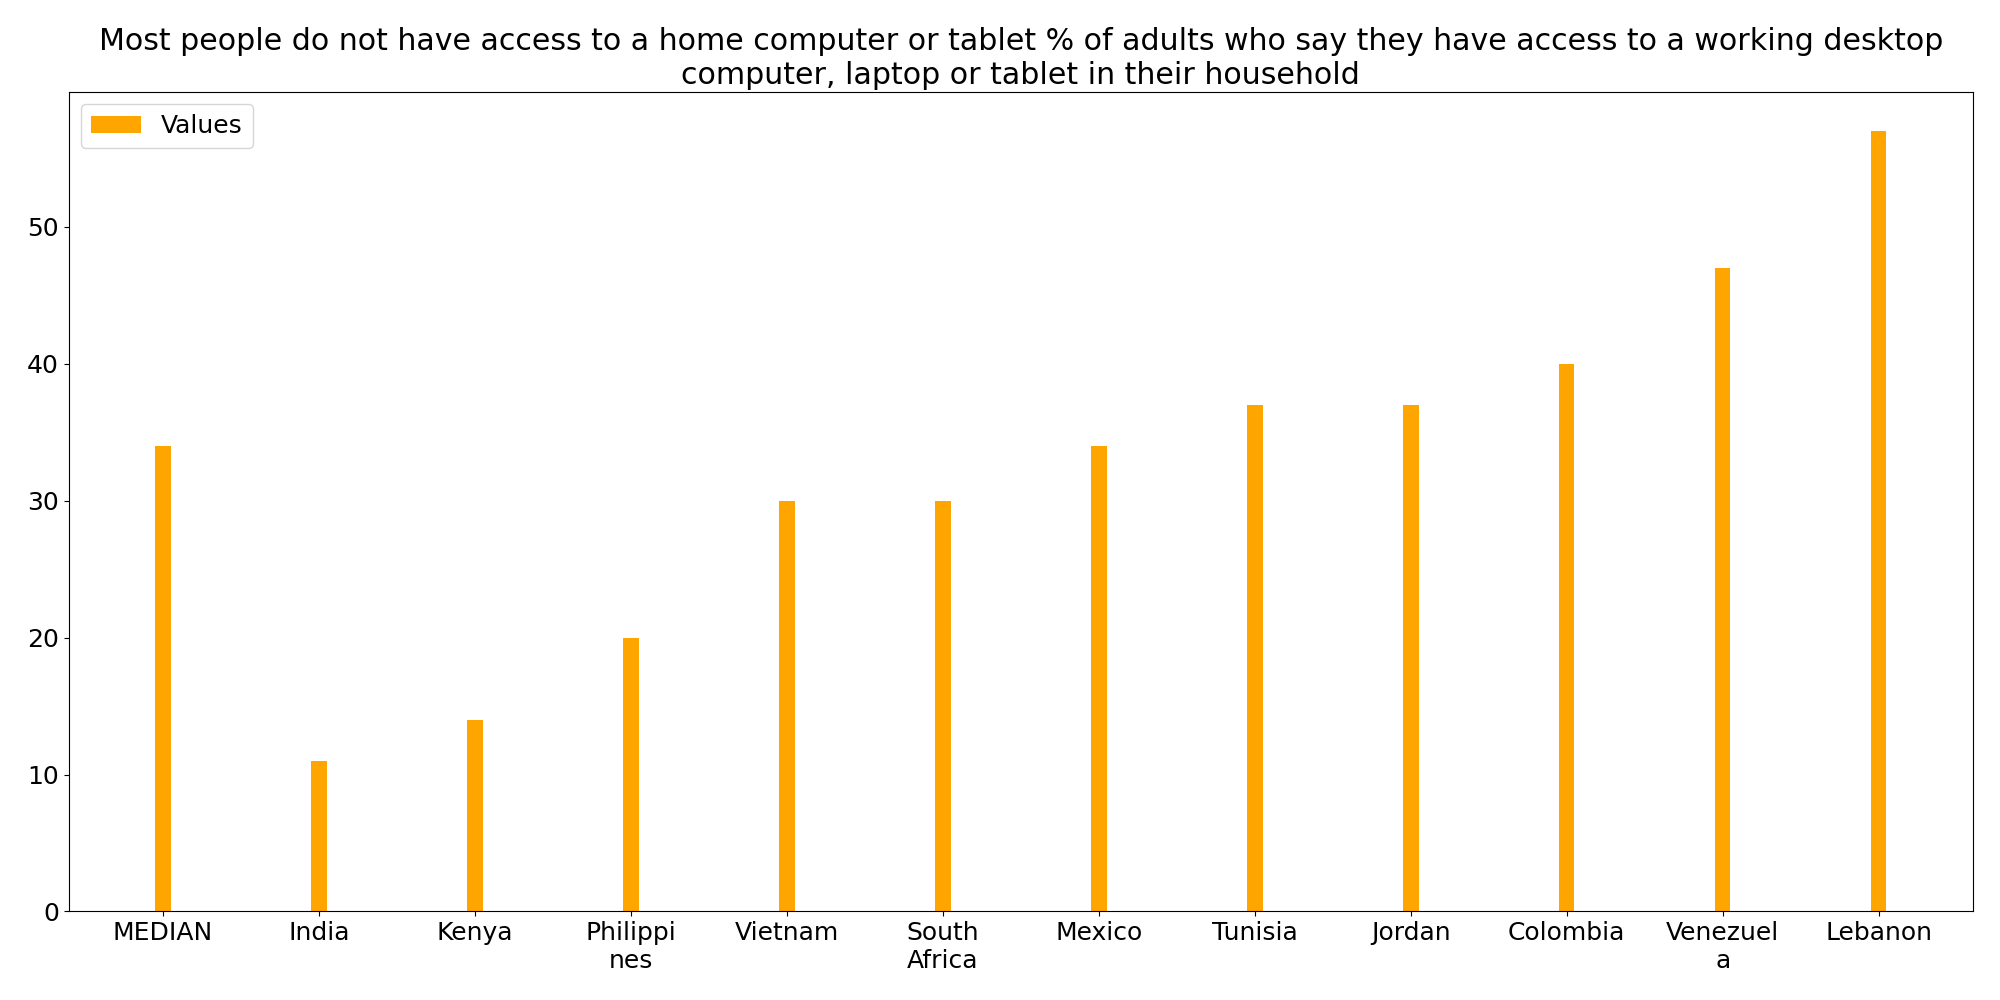 Most people do not have access to a home computer or tablet % of adults who say they have access to a working desktop
computer, laptop or tablet in their household
Values
50
40
30
20
10
0
MEDIAN
India
Kenya
Philippi
nes
Vietnam
South
Africa
Mexico
Tunisia
Jordan
Colombia
Venezuel
a
Lebanon